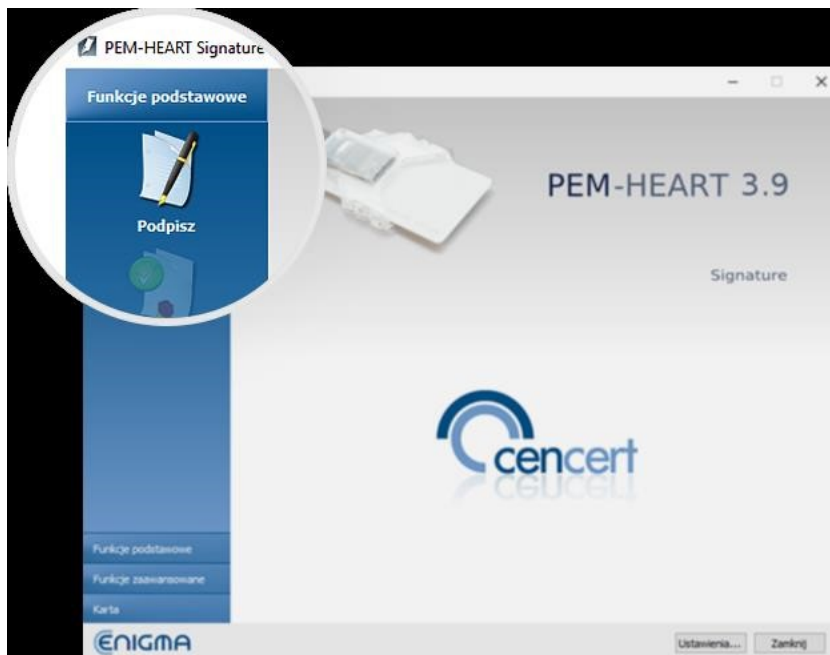 PEM-HEART Signature
Funkcje podstawowe
Podpisz
PEM-HEART 3.9
Signature
cencert
Funkcje podstawowe
Funkcje zaawansowane
Karta
ENIGMA
Ustawienia...
Zamknij